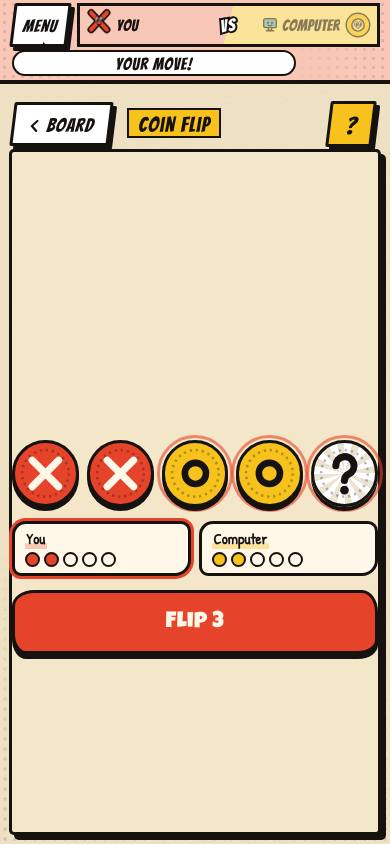 MENU
YOU
VS
COMPUTER
YOUR MOVE!
< BOARD
COIN FLIP
?
?
You
Computer
FLIP 3